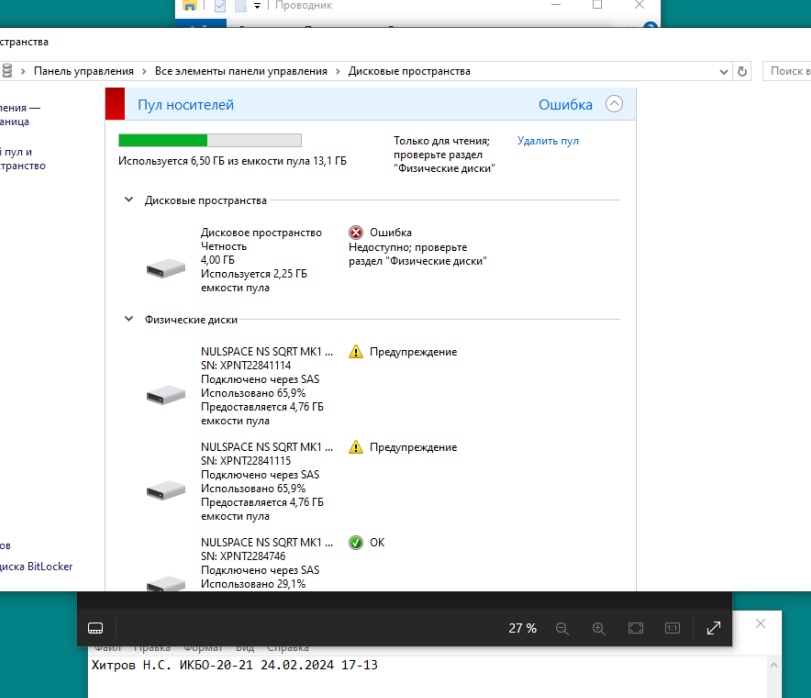 Проводник
странства
Панель управления › Все элементы панели управления › Дисковые пространства
Поиск в
ления —
аница
й пул и
странство
Пул носителей
Ошибка
Используется 6,50 ГБ из емкости пула 13,1 ГБ
Только для чтения;
проверьте раздел
"Физические диски"
Удалить пул
Дисковые пространства
Дисковое пространство
Четность
4,00 ГБ
Используется 2,25 ГБ
емкости пула
Ошибка
Недоступно; проверьте
раздел "Физические диски"
Физические диски
NULSPACE NS SQRT MK1 ...
SN: XPNT22841114
Подключено через SAS
Использовано 65,9%
Предоставляется 4,76 ГБ
емкости пула
Предупреждение
NULSPACE NS SQRT MK1 ...
SN: XPNT22841115
Подключено через SAS
Использовано 65,9%
Предоставляется 4,76 ГБ
емкости пула
Предупреждение
NULSPACE NS SQRT MK1 ...
SN: XPNT2284746
Подключено через SAS
Использовано 29,1%
OK
ов
диска BitLocker
27 %
1:1
Файл Правка Формат Вид Справка
Хитров Н.С. ИКБО-20-21 24.02.2024 17-13